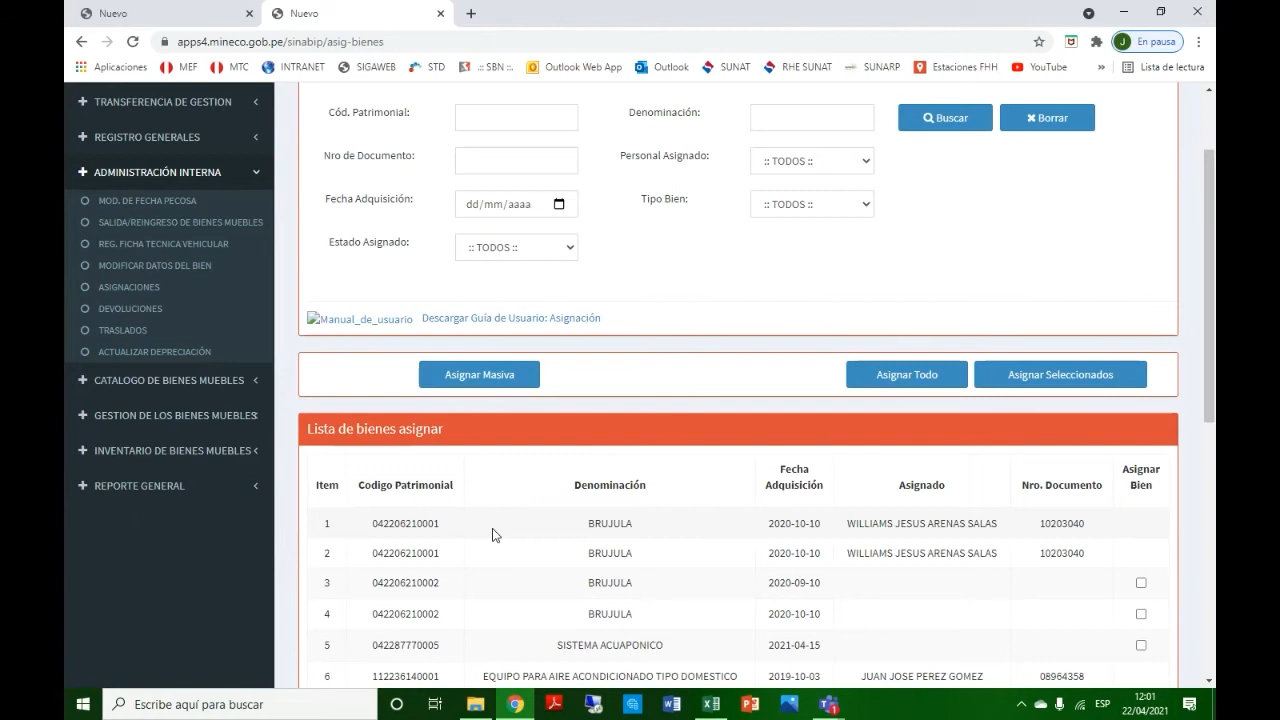 Nuevo
Nuevo
apps4.mineco.gob.pe/sinabip/asig-bienes
J En pausa
Aplicaciones MEF MTC INTRANET SIGAWEB STD .:: SBN ::. Outlook Web App Outlook SUNAT RHE SUNAT SUNARP Estaciones FHH YouTube » Lista de lectura
TRANSFERENCIA DE GESTION
REGISTRO GENERALES
ADMINISTRACIÓN INTERNA
MOD. DE FECHA PECOSA
SALIDA/REINGRESO DE BIENES MUEBLES
REG. FICHA TECNICA VEHICULAR
MODIFICAR DATOS DEL BIEN
ASIGNACIONES
DEVOLUCIONES
TRASLADOS
ACTUALIZAR DEPRECIACIÓN
CATALOGO DE BIENES MUEBLES
GESTION DE LOS BIENES MUEBLES
INVENTARIO DE BIENES MUEBLES
REPORTE GENERAL
Cód. Patrimonial: Denominación: Buscar Borrar
Nro de Documento: Personal Asignado: :: TODOS ::
Fecha Adquisición: dd/mm/aaaa Tipo Bien: :: TODOS ::
Estado Asignado: :: TODOS ::
Manual_de_usuario Descargar Guía de Usuario: Asignación
Asignar Masiva Asignar Todo Asignar Seleccionados
Lista de bienes asignar
Item Codigo Patrimonial Denominación Fecha Adquisición Asignado Nro. Documento Asignar Bien
1 042206210001 BRUJULA 2020-10-10 WILLIAMS JESUS ARENAS SALAS 10203040
2 042206210001 BRUJULA 2020-10-10 WILLIAMS JESUS ARENAS SALAS 10203040
3 042206210002 BRUJULA 2020-09-10
4 042206210002 BRUJULA 2020-10-10
5 042287770005 SISTEMA ACUAPONICO 2021-04-15
6 112236140001 EQUIPO PARA AIRE ACONDICIONADO TIPO DOMESTICO 2019-10-03 JUAN JOSE PEREZ GOMEZ 08964358
Escribe aquí para buscar
ESP
12:01
22/04/2021